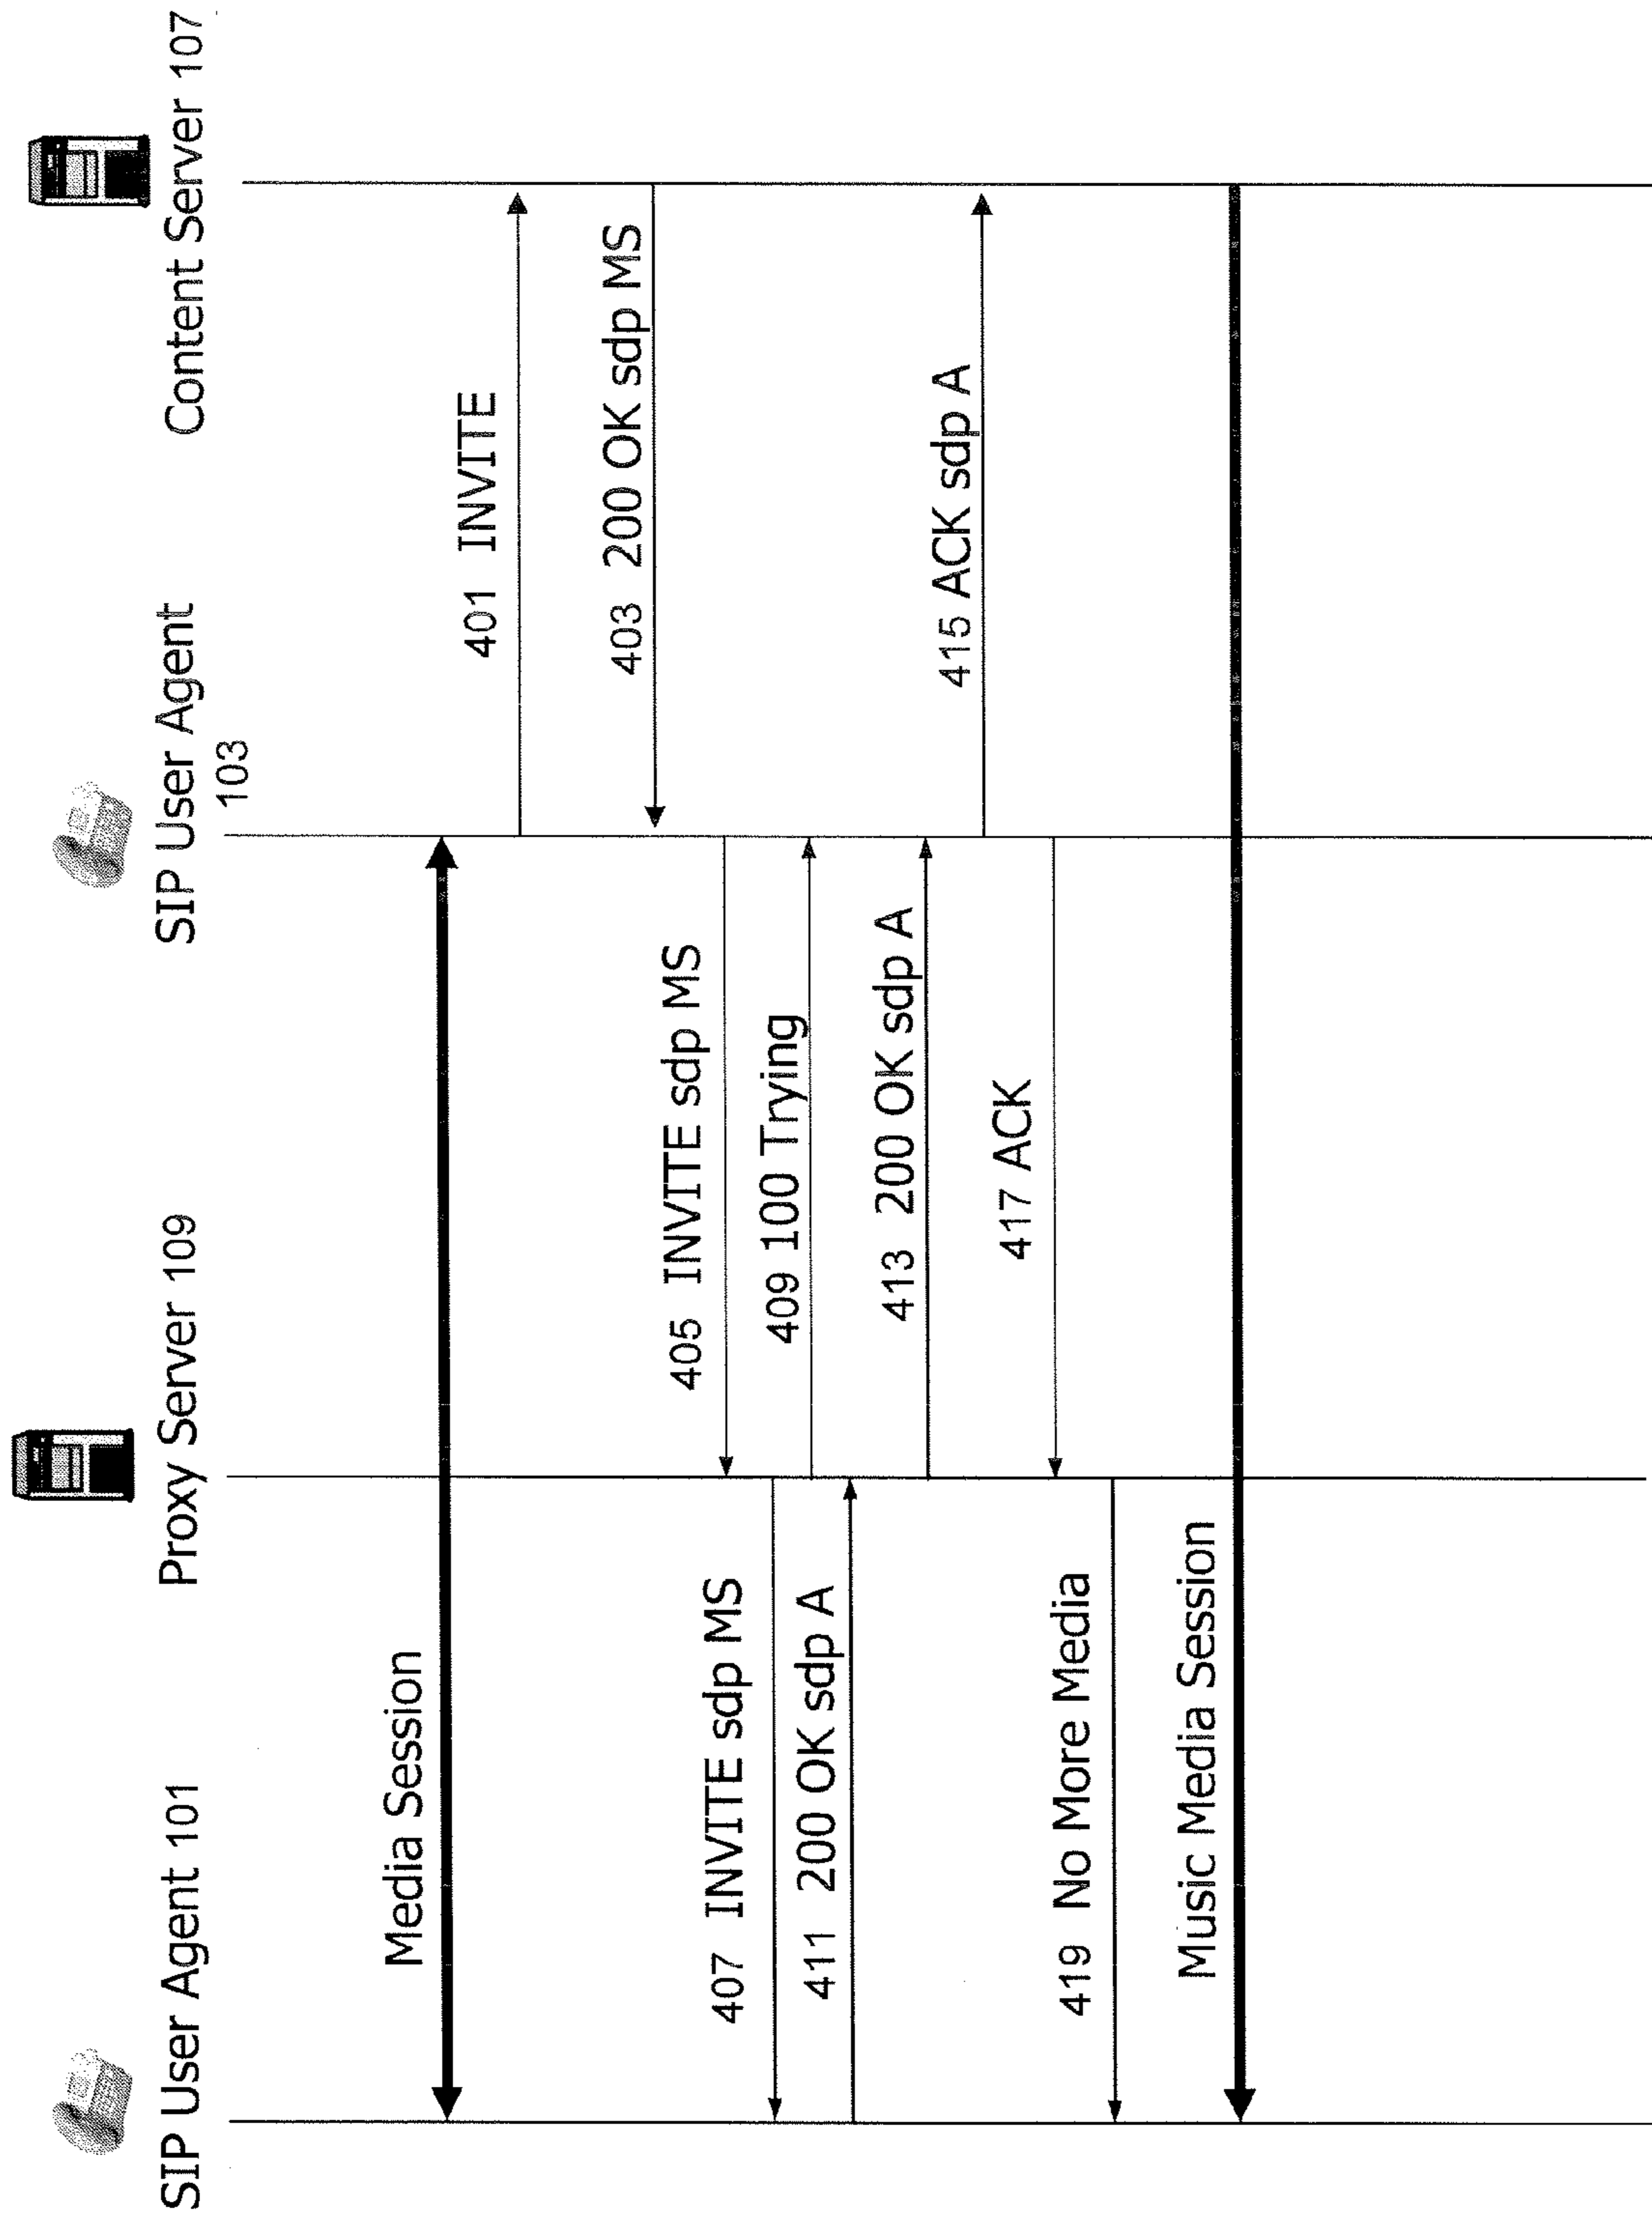 SIP User Agent 101
Proxy Server 109
SIP User Agent
103
Content Server 107
Media Session
401 INVITE
403 200 OK sdp MS
405 INVITE sdp MS
407 INVITE sdp MS
409 100 Trying
411 200 OK sdp A
413 200 OK sdp A
415 ACK sdp A
417 ACK
419 No More Media
Music Media Session